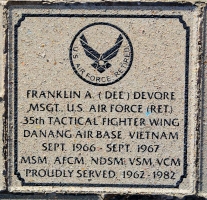 U.S. AIR FORCE RETIRED
FRANKLIN A. (DEE) DEVORE
MSGT., U.S. AIR FORCE (RET.)
35th TACTICAL FIGHTER WING
DANANG AIR BASE, VIETNAM
SEPT. 1966 - SEPT. 1967
MSM, AFCM, NDSM, VSM, VCM
PROUDLY SERVED, 1962-1982